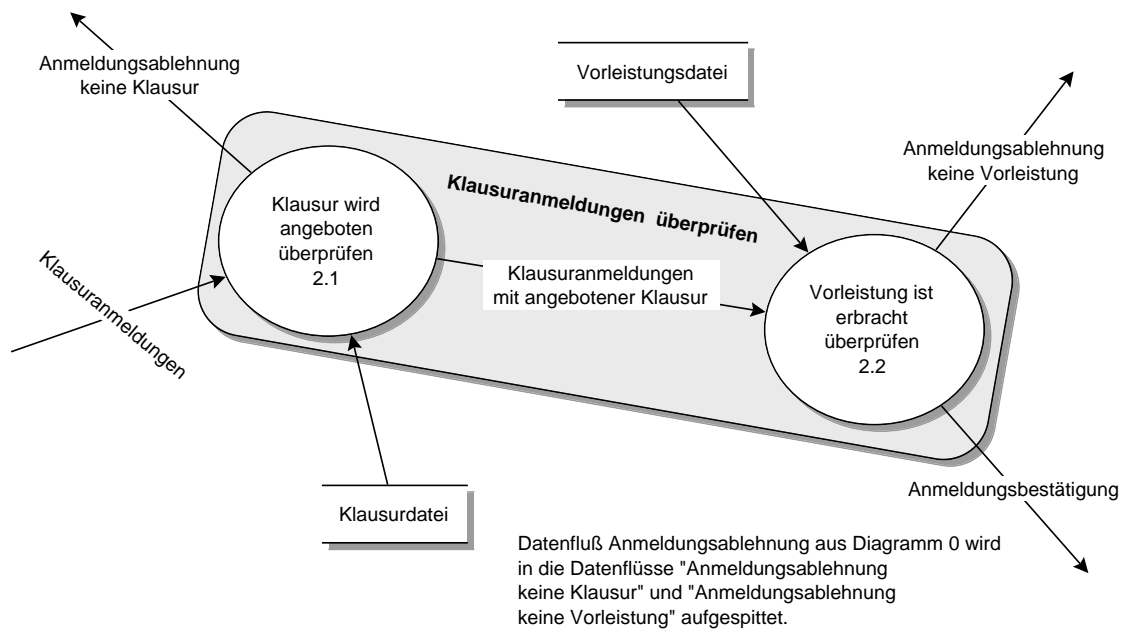 Anmeldungsablehnung
keine Klausur
Vorleistungsdatei
Anmeldungsablehnung
keine Vorleistung
Klausuranmeldungen überprüfen
Klausur wird
angeboten
überprüfen
2.1
Klausuranmeldungen
Klausuranmeldungen
mit angebotener Klausur
Vorleistung ist
erbracht
überprüfen
2.2
Anmeldungsbestätigung
Klausurdatei
Datenfluß Anmeldungsablehnung aus Diagramm 0 wird
in die Datenflüsse "Anmeldungsablehnung
keine Klausur" und "Anmeldungsablehnung
keine Vorleistung" aufgespittet.